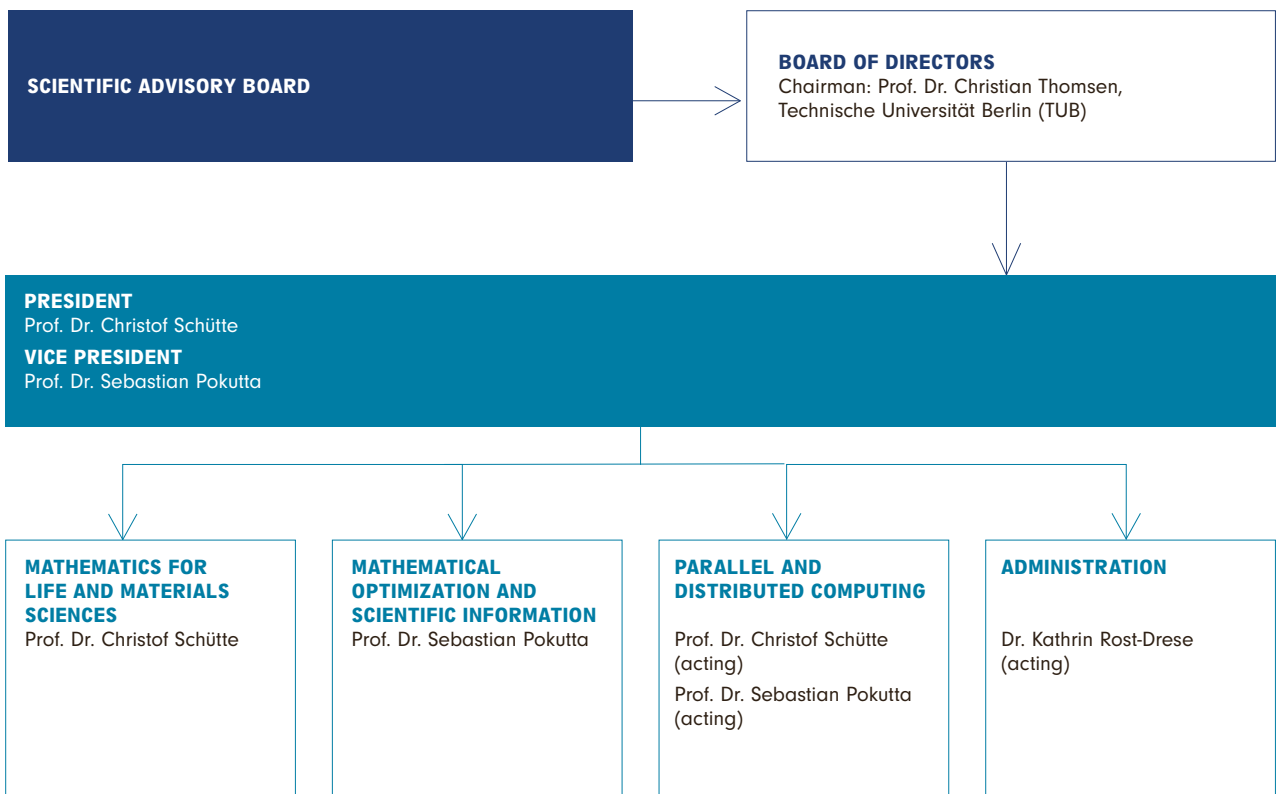 SCIENTIFIC ADVISORY BOARD
BOARD OF DIRECTORS
Chairman: Prof. Dr. Christian Thomsen,
Technische Universität Berlin (TUB)
PRESIDENT
Prof. Dr. Christof Schütte
VICE PRESIDENT
Prof. Dr. Sebastian Pokutta
MATHEMATICS FOR
LIFE AND MATERIALS
SCIENCES
Prof. Dr. Christof Schütte
MATHEMATICAL
OPTIMIZATION AND
SCIENTIFIC INFORMATION
Prof. Dr. Sebastian Pokutta
PARALLEL AND
DISTRIBUTED COMPUTING
Prof. Dr. Christof Schütte
(acting)
Prof. Dr. Sebastian Pokutta
(acting)
ADMINISTRATION
Dr. Kathrin Rost-Drese
(acting)